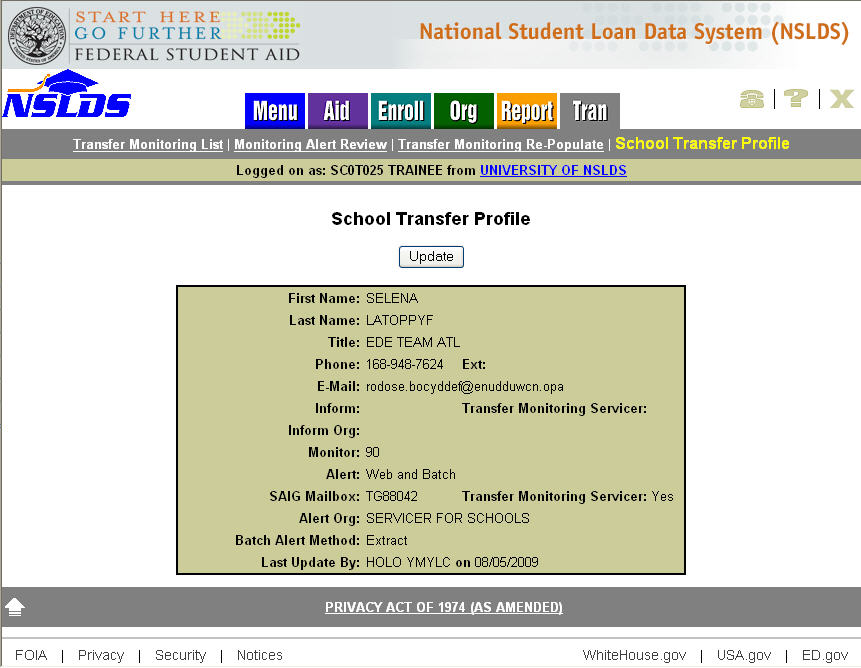 START HERE
GO FURTHER
FEDERAL STUDENT AID
National Student Loan Data System (NSLDS)
NSLDS
Menu Aid Enroll Org Report Tran
? X
Transfer Monitoring List | Monitoring Alert Review | Transfer Monitoring Re-Populate | School Transfer Profile
Logged on as: SC0T025 TRAINEE from UNIVERSITY OF NSLDS
School Transfer Profile
Update
First Name: SELENA
Last Name: LATOPPYF
Title: EDE TEAM ATL
Phone: 168-948-7624 Ext:
E-Mail: rodose.bocyddef@enudduwcn.opa
Inform: Transfer Monitoring Servicer:
Inform Org:
Monitor: 90
Alert: Web and Batch
SAIG Mailbox: TG88042 Transfer Monitoring Servicer: Yes
Alert Org: SERVICER FOR SCHOOLS
Batch Alert Method: Extract
Last Update By: HOLO YMYLC on 08/05/2009
PRIVACY ACT OF 1974 (AS AMENDED)
FOIA | Privacy | Security | Notices WhiteHouse.gov | USA.gov | ED.gov